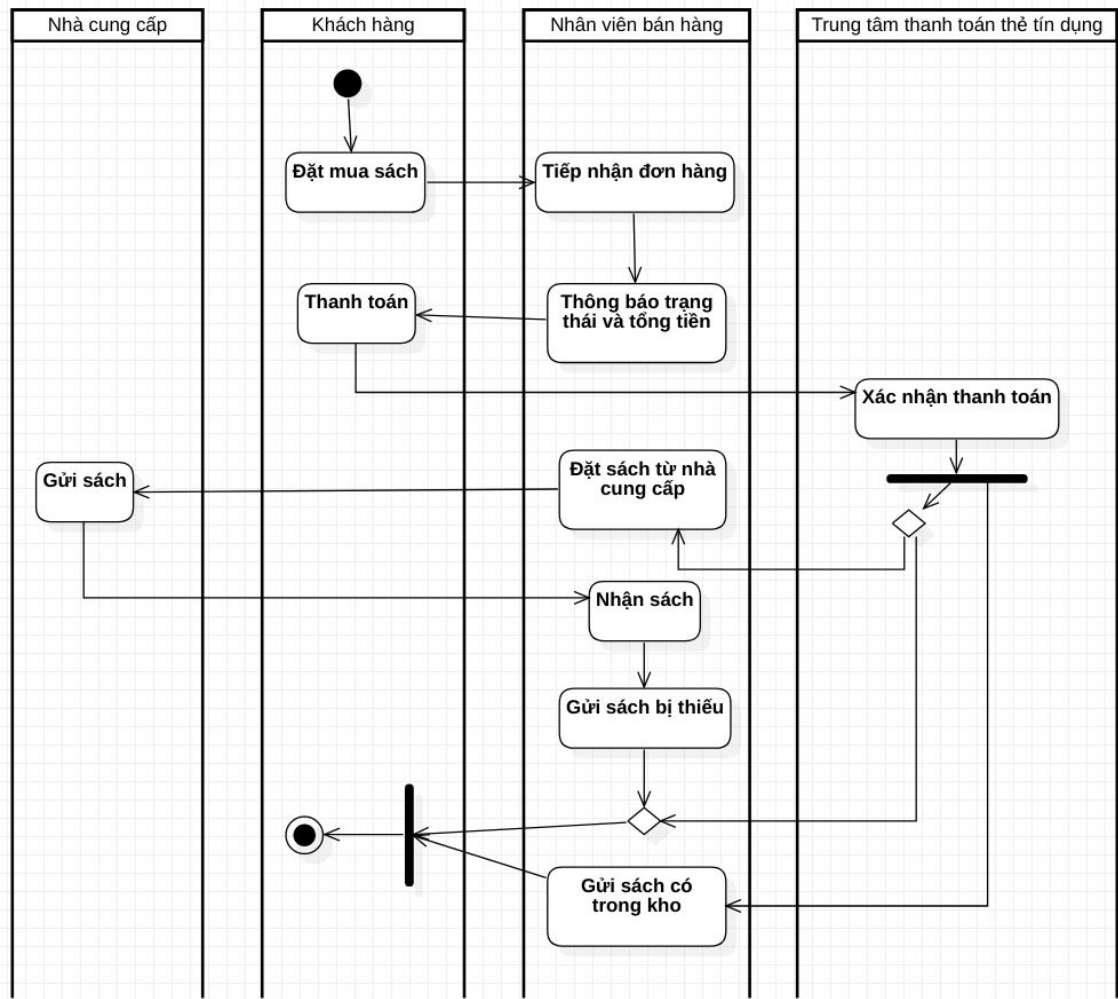 Nhà cung cấp
Khách hàng
Nhân viên bán hàng
Trung tâm thanh toán thẻ tín dụng
Đặt mua sách
Tiếp nhận đơn hàng
Thanh toán
Thông báo trạng
thái và tổng tiền
Xác nhận thanh toán
Gửi sách
Đặt sách từ nhà
cung cấp
Nhận sách
Gửi sách bị thiếu
Gửi sách có
trong kho